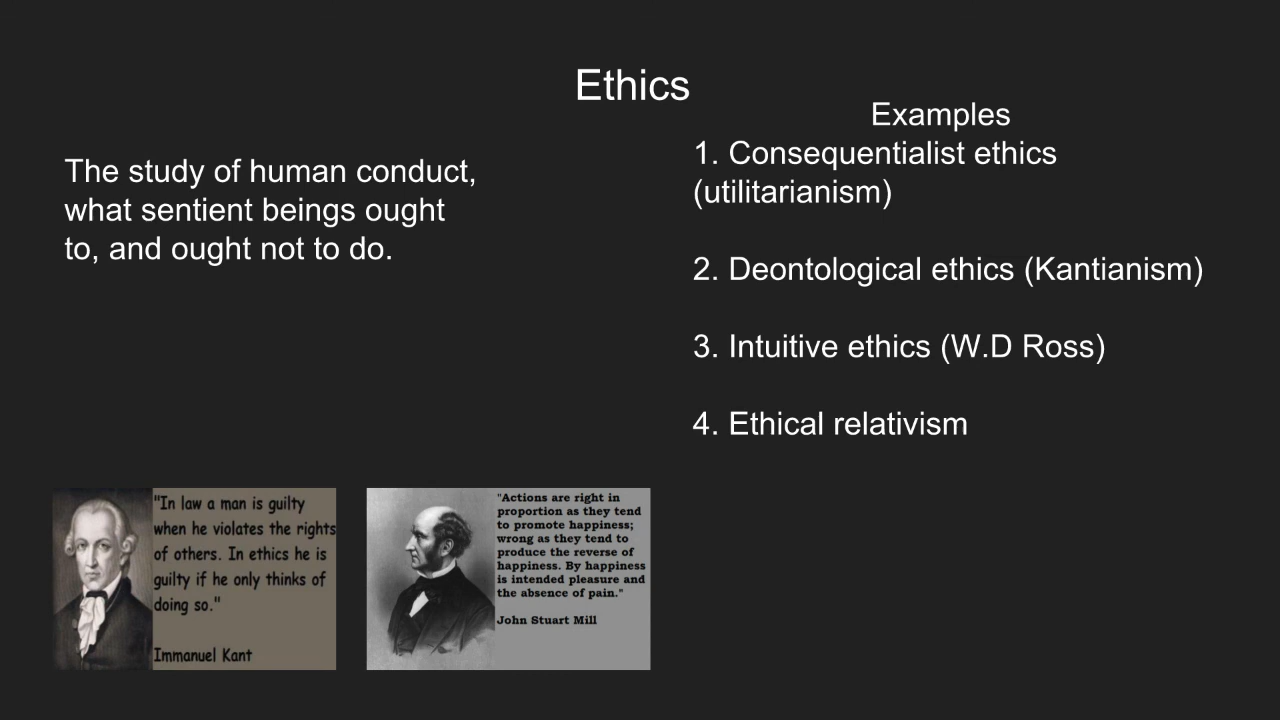 Ethics
The study of human conduct,
what sentient beings ought
to, and ought not to do.
Examples
1. Consequentialist ethics
(utilitarianism)
2. Deontological ethics (Kantianism)
3. Intuitive ethics (W.D Ross)
4. Ethical relativism
"In law a man is guilty
when he violates the rights
of others. In ethics he is
guilty if he only thinks of
doing so."
Immanuel Kant
"Actions are right in
proportion as they tend
to promote happiness;
wrong as they tend to
produce the reverse of
happiness. By happiness
is intended pleasure and
the absence of pain."
John Stuart Mill